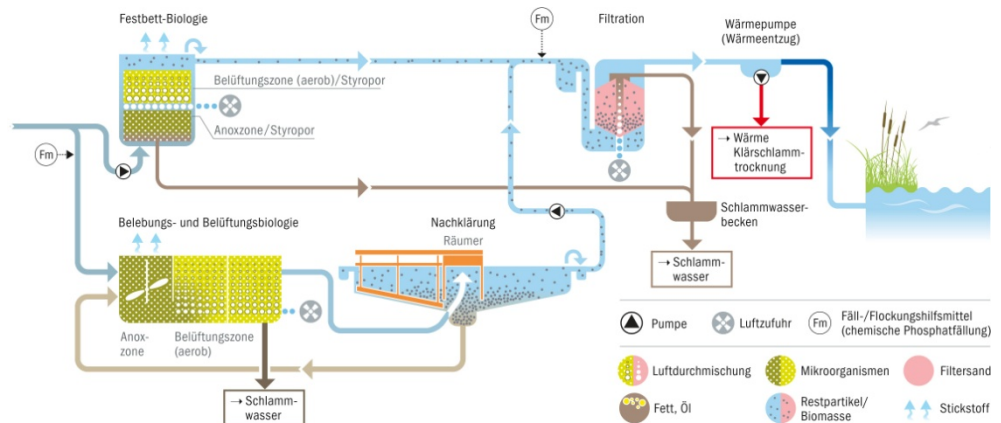 Festbett-Biologie
Fm
Filtration
Wärmepumpe
(Wärmeentzug)
Belüftungszone (aerob)/Styropor
Anoxzone/Styropor
Fm
→ Wärme
Klärschlamm-
trocknung
Schlammwasser-
becken
Belebungs- und Belüftungsbiologie
Nachklärung
Räumer
→ Schlamm-
wasser
Anox-
zone
Belüftungszone
(aerob)
→ Schlamm-
wasser
Pumpe
Luftzufuhr
Fm
Fäll-/Flockungshilfsmittel
(chemische Phosphatfällung)
Luftdurchmischung
Mikroorganismen
Filtersand
Fett, Öl
Restpartikel/
Biomasse
Stickstoff